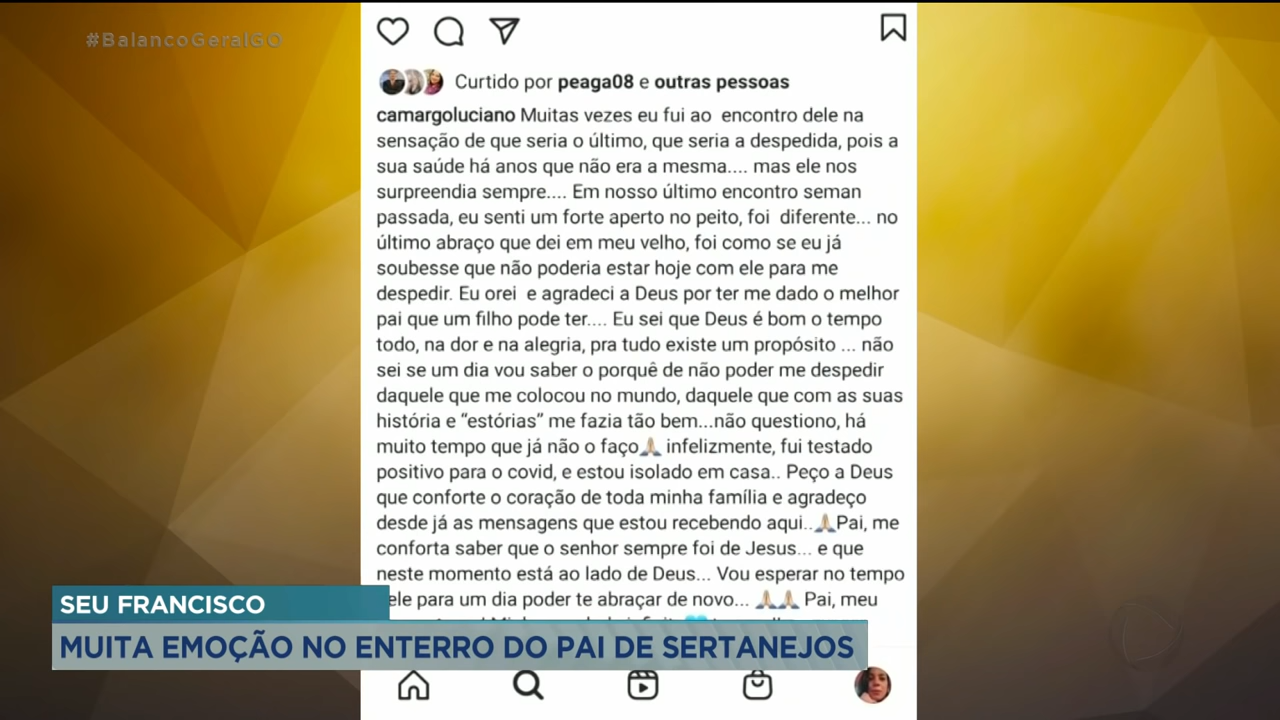 #BalancoGeralGO
Curtido por peaga08 e outras pessoas
camargoluciano Muitas vezes eu fui ao encontro dele na
sensação de que seria o último, que seria a despedida, pois a
sua saúde há anos que não era a mesma.... mas ele nos
surpreendia sempre.... Em nosso último encontro seman
passada, eu senti um forte aperto no peito, foi diferente... no
último abraço que dei em meu velho, foi como se eu já
soubesse que não poderia estar hoje com ele para me
despedir. Eu orei e agradeci a Deus por ter me dado o melhor
pai que um filho pode ter.... Eu sei que Deus é bom o tempo
todo, na dor e na alegria, pra tudo existe um propósito ... não
sei se um dia vou saber o porquê de não poder me despedir
daquele que me colocou no mundo, daquele que com as suas
história e “estórias” me fazia tão bem...não questiono, há
muito tempo que já não o faço🙏🏼 infelizmente, fui testado
positivo para o covid, e estou isolado em casa.. Peço a Deus
que conforte o coração de toda minha família e agradeço
desde já as mensagens que estou recebendo aqui..🙏🏼Pai, me
conforta saber que o senhor sempre foi de Jesus... e que
neste momento está ao lado de Deus... Vou esperar no tempo
ele para um dia poder te abraçar de novo... 🙏🏼🙏🏼 Pai, meu
SEU FRANCISCO
MUITA EMOÇÃO NO ENTERRO DO PAI DE SERTANEJOS